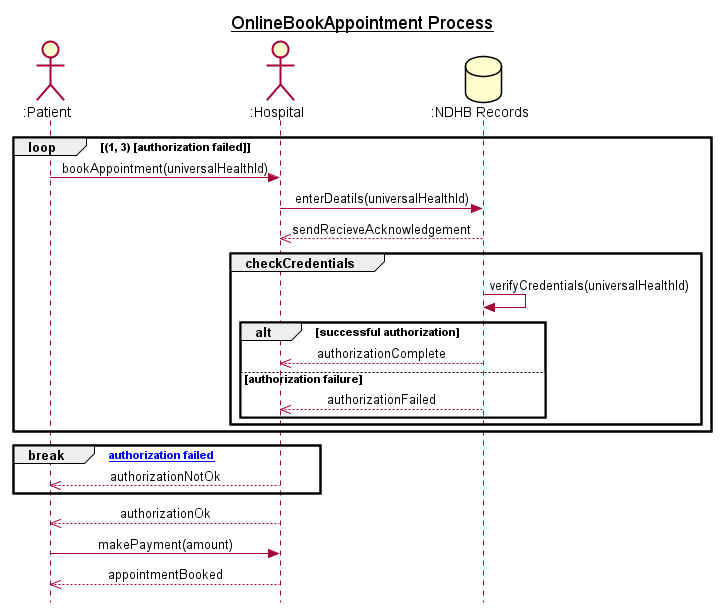 OnlineBookAppointment Process
:Patient
:Hospital
:NDHB Records
loop
[(1, 3) [authorization failed]]
bookAppointment(universalHealthId)
enterDeatils(universalHealthId)
sendRecieveAcknowledgement
checkCredentials
verifyCredentials(universalHealthId)
alt
[successful authorization]
authorizationComplete
[authorization failure]
authorizationFailed
break
authorization failed
authorizationNotOk
authorizationOk
makePayment(amount)
appointmentBooked